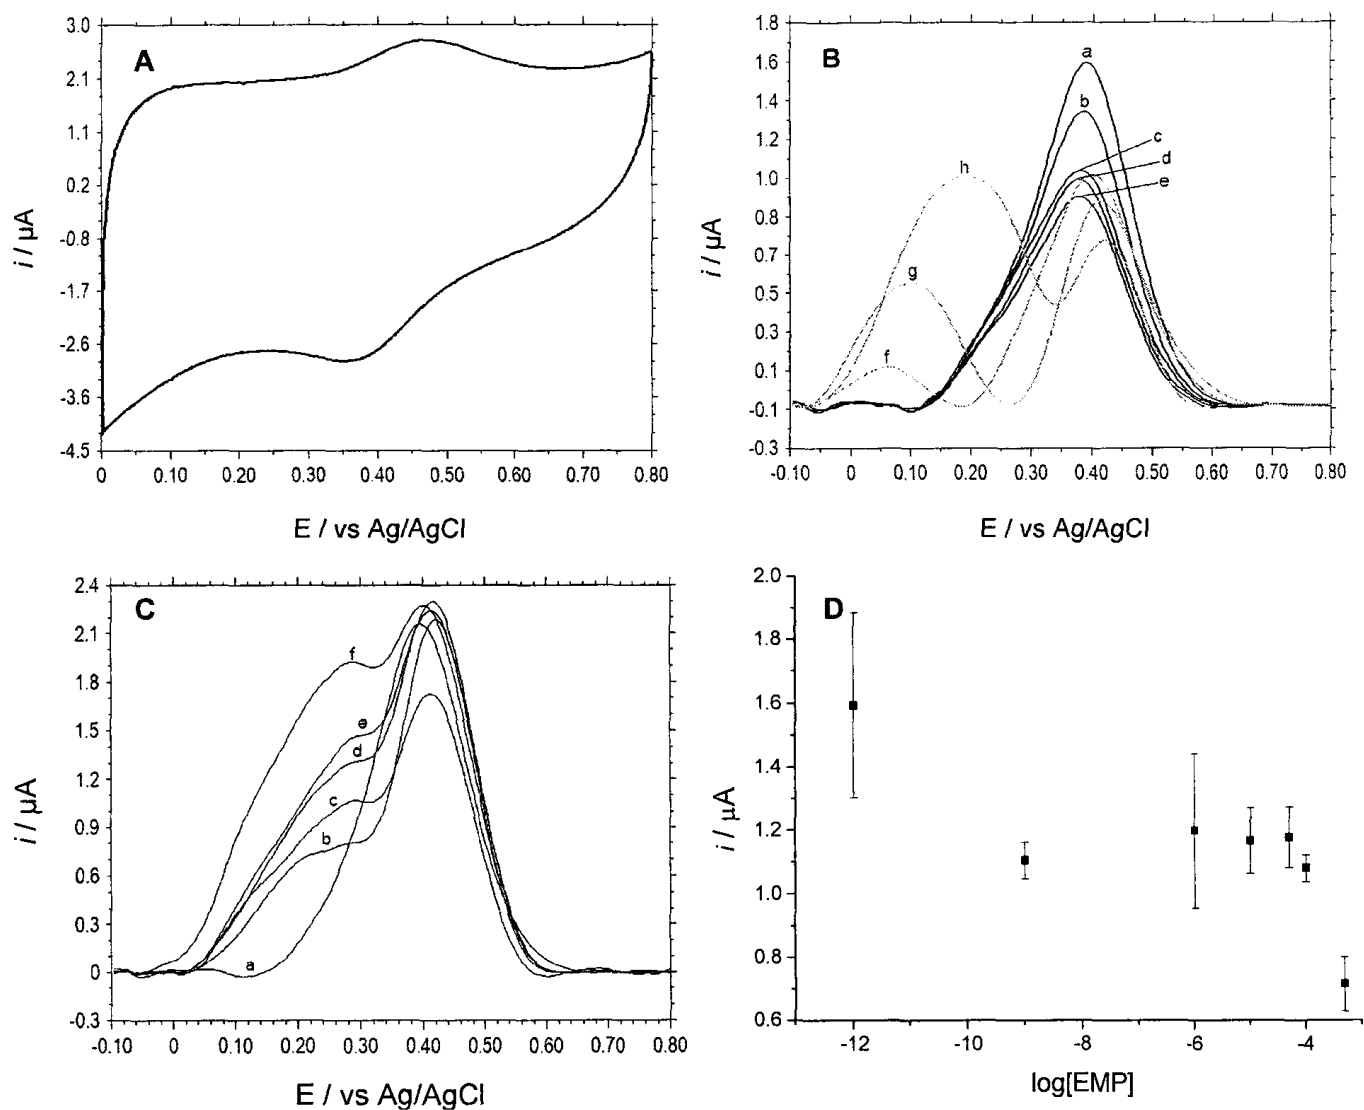 A
3.0
2.1
1.1
0.2
-0.8
-1.7
-2.6
-3.6
-4.5
i / µA
0 0.10 0.20 0.30 0.40 0.50 0.60 0.70 0.80
E / vs Ag/AgCl
B
1.8
1.6
1.4
1.2
1.0
0.8
0.7
0.5
0.3
0.1
-0.1
-0.3
i / µA
a
b
c
d
e
h
g
f
-0.10 0 0.10 0.20 0.30 0.40 0.50 0.60 0.70 0.80
E / vs Ag/AgCl
C
2.4
2.1
1.8
1.5
1.2
0.9
0.6
0.3
0
-0.3
i / µA
f
e
d
c
b
a
-0.10 0 0.10 0.20 0.30 0.40 0.50 0.60 0.70 0.80
E / vs Ag/AgCl
D
2.0
1.8
1.6
1.4
1.2
1.0
0.8
0.6
i / µA
-12 -10 -8 -6 -4
log[EMP]